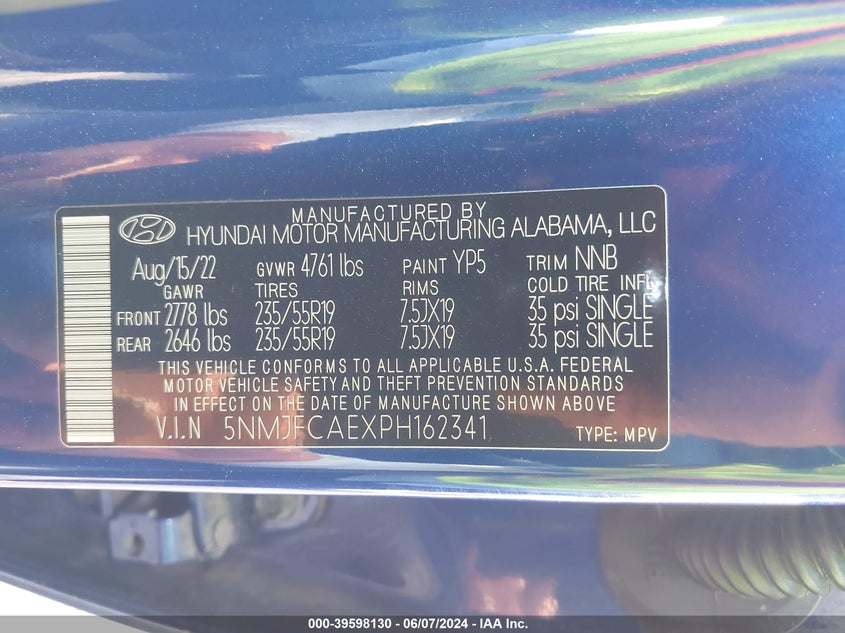 MANUFACTURED BY
HYUNDAI MOTOR MANUFACTURING ALABAMA, LLC
Aug/15/22 GVWR 4761 lbs PAINT YP5 TRIM NNB
GAWR TIRES RIMS COLD TIRE INFL
FRONT 2778 lbs 235/55R19 7.5JX19 35 psi SINGLE
REAR 2646 lbs 235/55R19 7.5JX19 35 psi SINGLE
THIS VEHICLE CONFORMS TO ALL APPLICABLE U.S.A. FEDERAL
MOTOR VEHICLE SAFETY AND THEFT PREVENTION STANDARDS
IN EFFECT ON THE DATE OF MANUFACTURE SHOWN ABOVE
V.I.N 5NMJFCAEXPH162341 TYPE: MPV
000-39598130 - 06/07/2024 - IAA Inc.